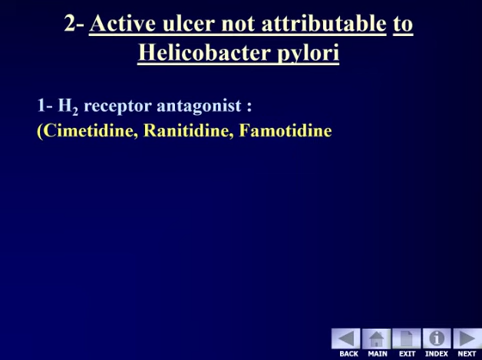 2- Active ulcer not attributable to
Helicobacter pylori
1- H₂ receptor antagonist :
(Cimetidine, Ranitidine, Famotidine
BACK MAIN EXIT INDEX NEXT